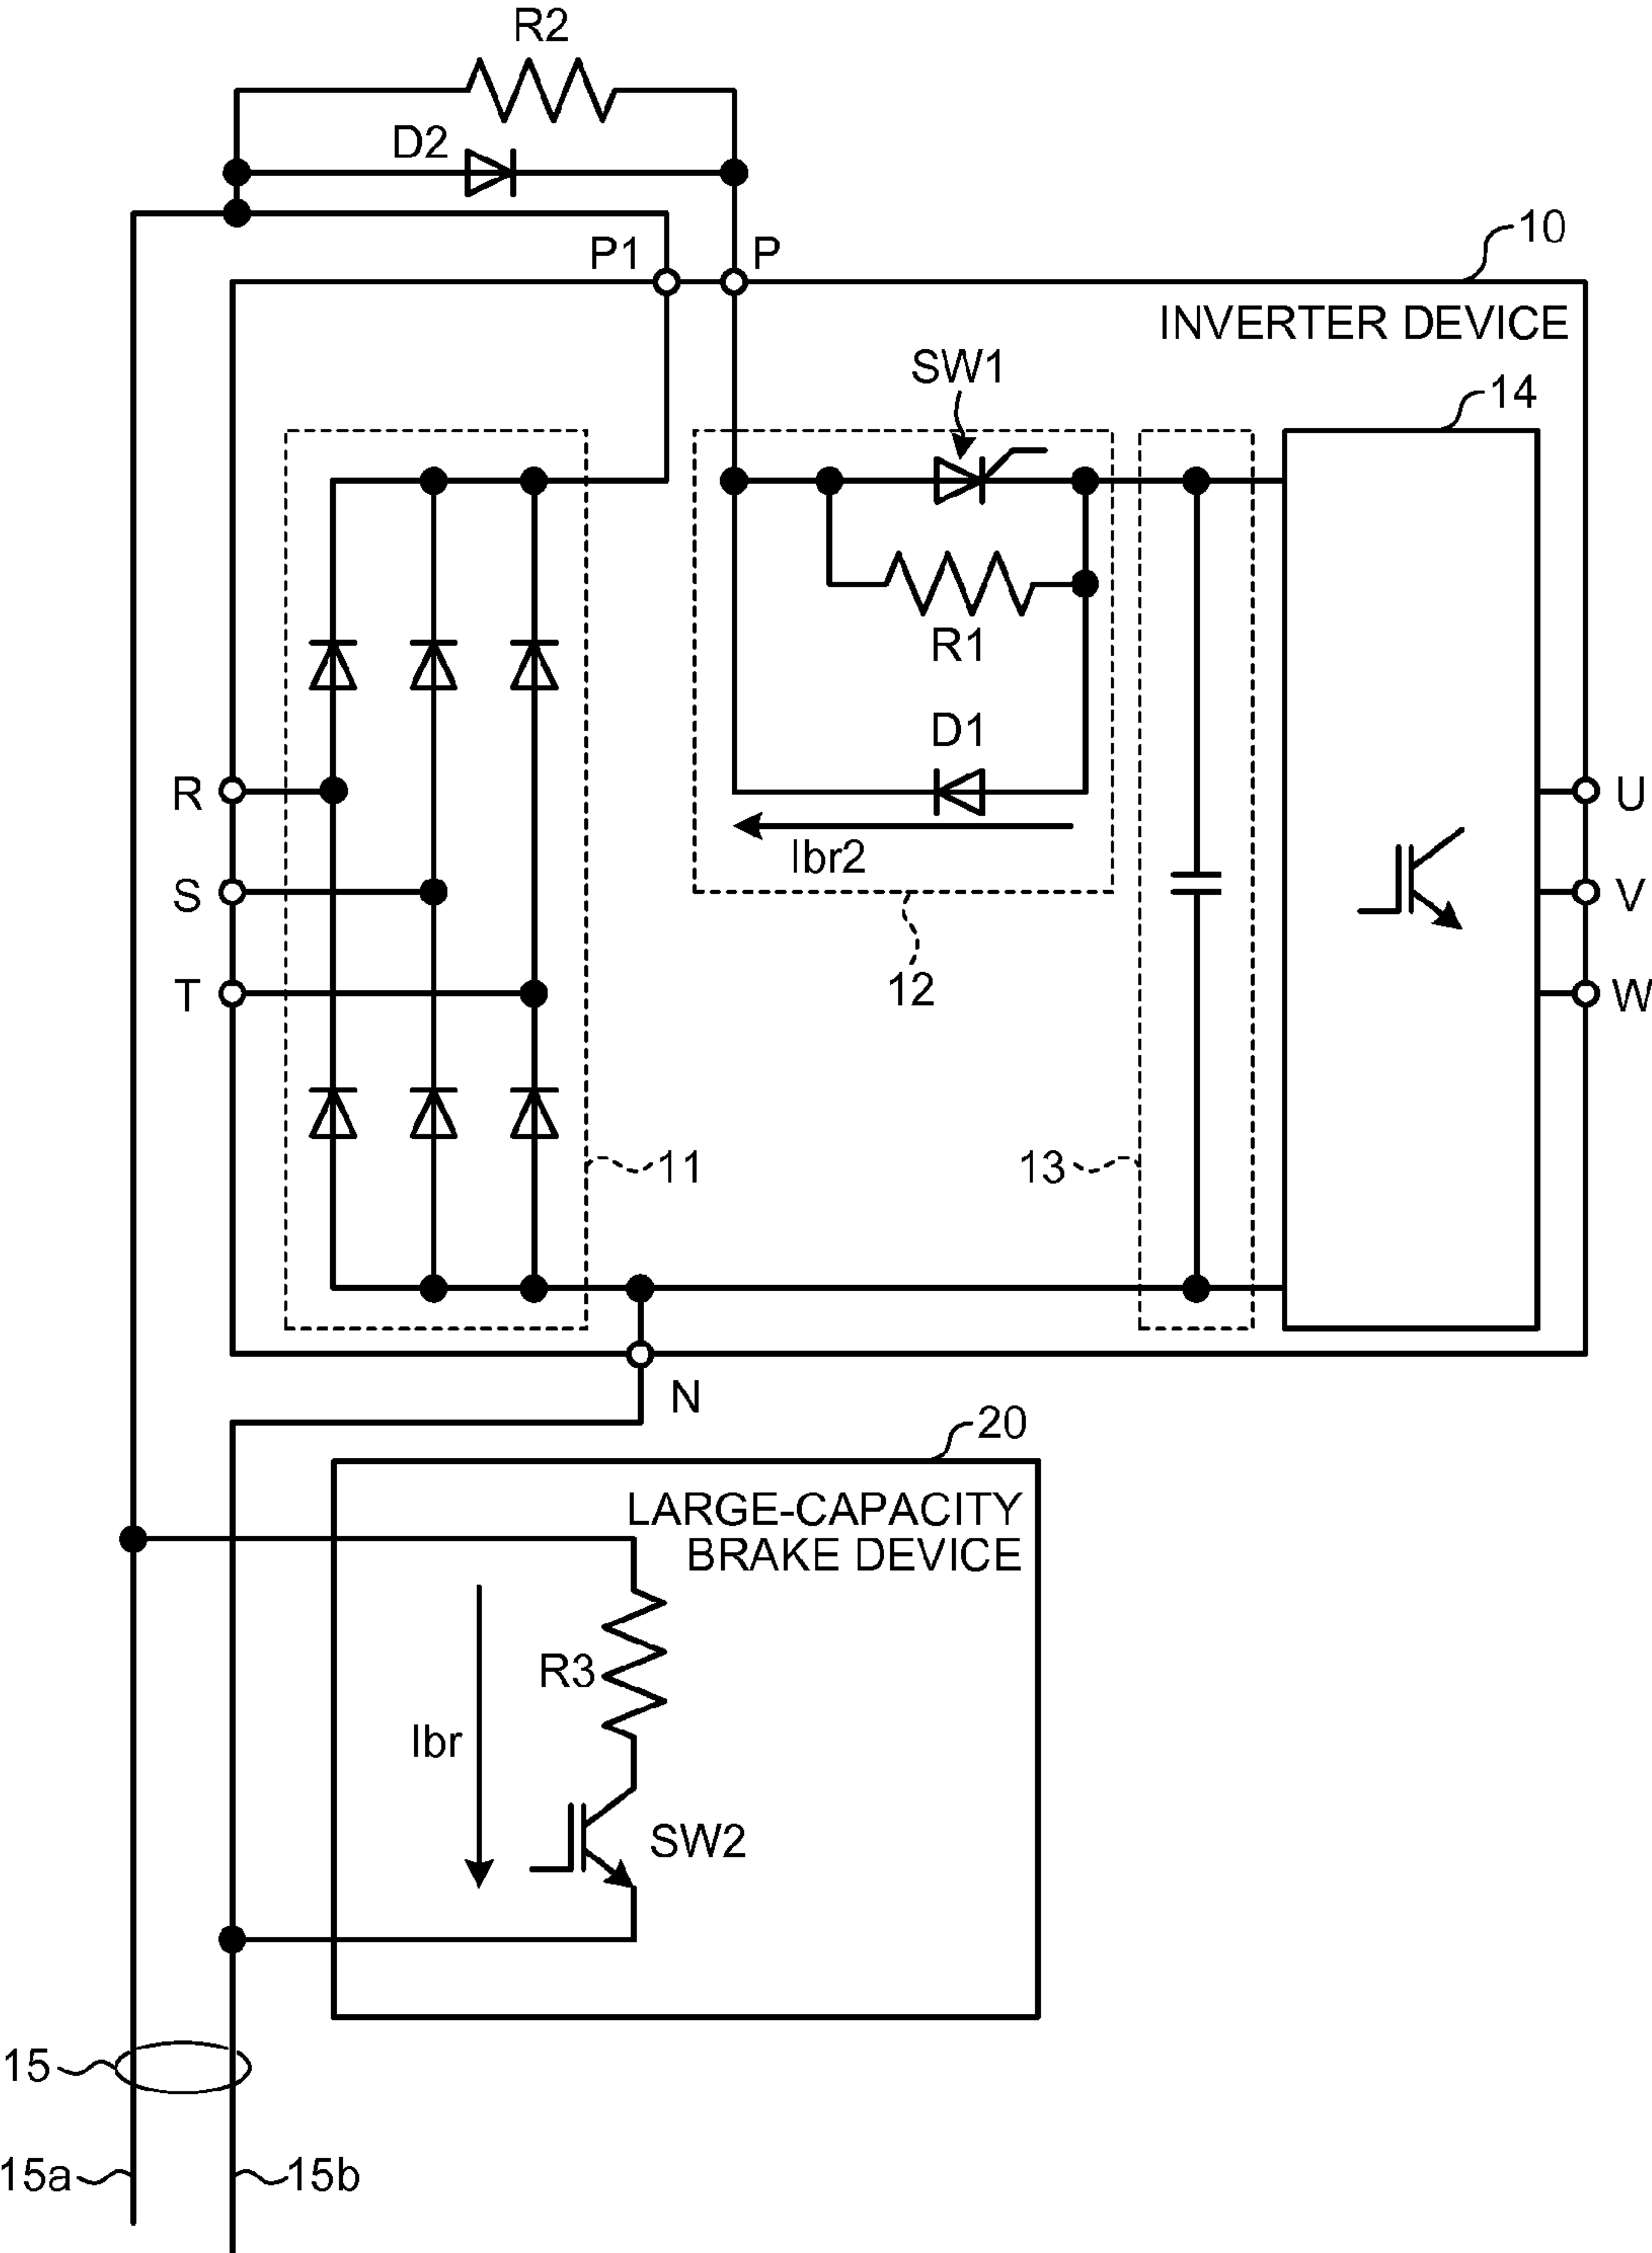 R2
D2
P1
P
10
INVERTER DEVICE
SW1
14
R1
D1
R
U
Ibr2
S
V
12
T
W
11
13
N
20
LARGE-CAPACITY
BRAKE DEVICE
R3
Ibr
SW2
15
15a
15b